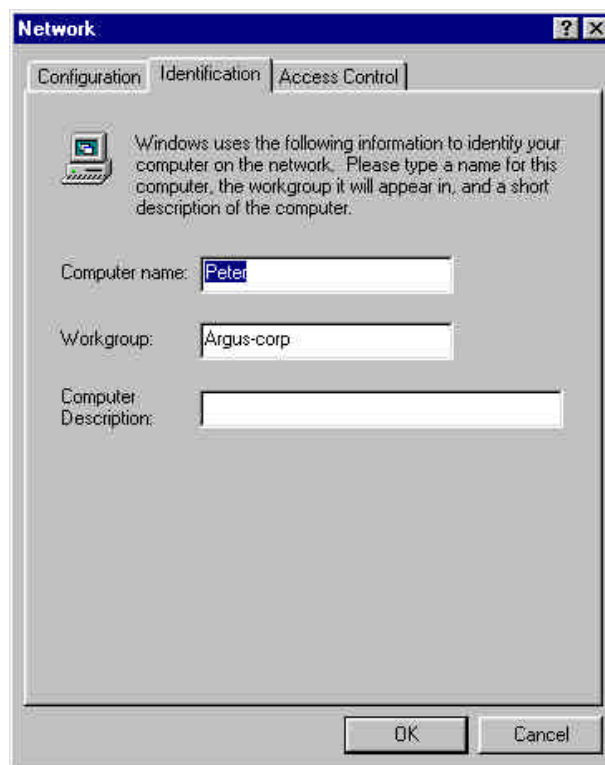 Network
Configuration Identification Access Control
Windows uses the following information to identify your
computer on the network. Please type a name for this
computer, the workgroup it will appear in, and a short
description of the computer.
Computer name: Peter
Workgroup: Argus-corp
Computer
Description:
OK Cancel